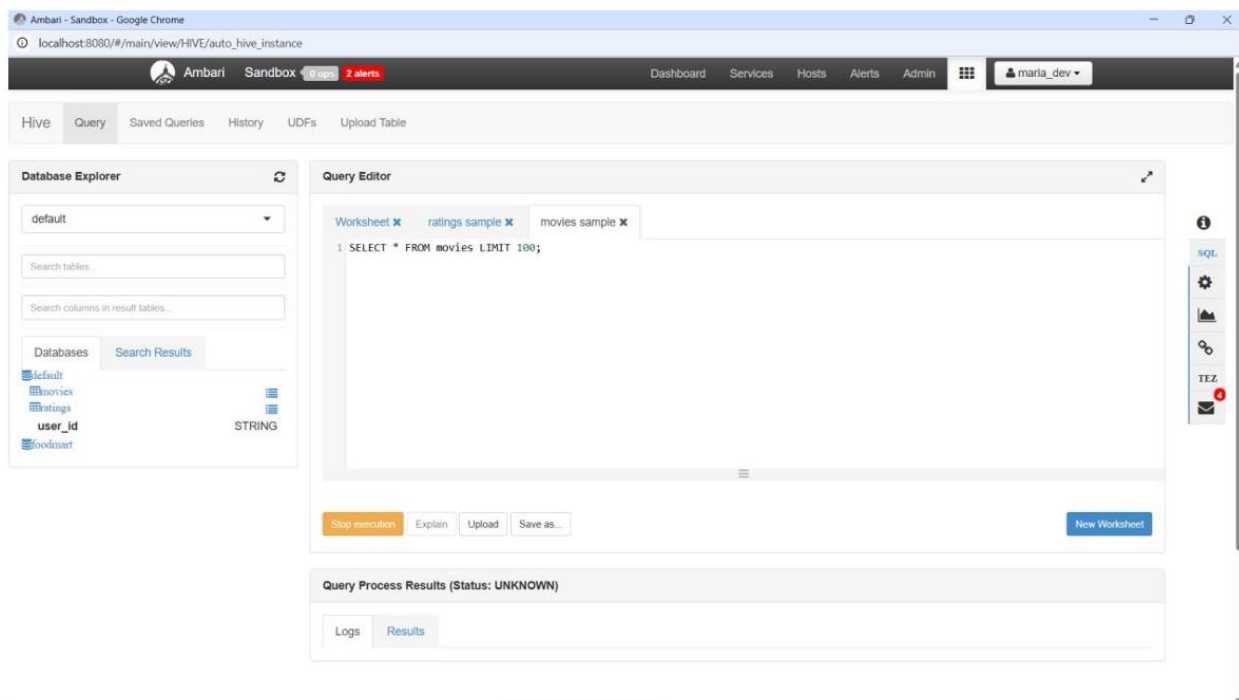 Ambari - Sandbox - Google Chrome
localhost:8080/#/main/view/HIVE/auto_hive_instance
Ambari Sandbox 0 ops 2 alerts Dashboard Services Hosts Alerts Admin maria_dev
Hive Query Saved Queries History UDFs Upload Table
Database Explorer
default
Search tables...
Search columns in result tables...
Databases Search Results
default
movies
ratings
user_id STRING
foodmart
Query Editor
Worksheet ratings sample movies sample
1 SELECT * FROM movies LIMIT 100;
Stop execution Explain Upload Save as... New Worksheet
Query Process Results (Status: UNKNOWN)
Logs Results
SQL
TEZ
4